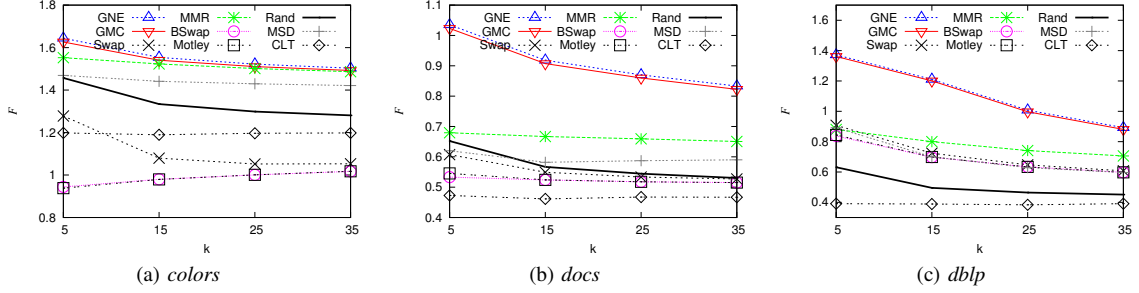 GNE MMR Rand
GMC BSwap MSD
Swap Motley CLT
F
1.8
1.6
1.4
1.2
1
0.8
5 15 25 35
k
(a) colors
GNE MMR Rand
GMC BSwap MSD
Swap Motley CLT
F
1.1
1
0.9
0.8
0.7
0.6
0.5
0.4
5 15 25 35
k
(b) docs
GNE MMR Rand
GMC BSwap MSD
Swap Motley CLT
F
1.6
1.4
1.2
1
0.8
0.6
0.4
5 15 25 35
k
(c) dblp